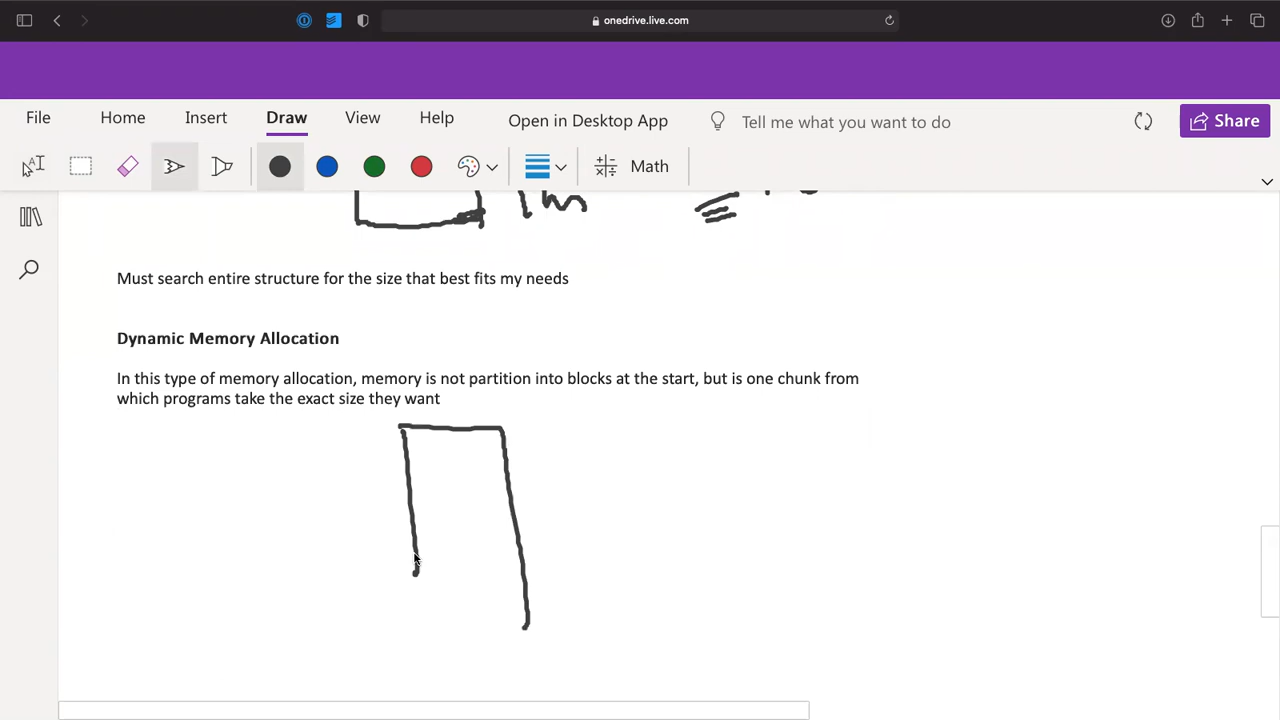 onedrive.live.com
File Home Insert Draw View Help Open in Desktop App Tell me what you want to do Share
Math
Must search entire structure for the size that best fits my needs
Dynamic Memory Allocation
In this type of memory allocation, memory is not partition into blocks at the start, but is one chunk from
which programs take the exact size they want